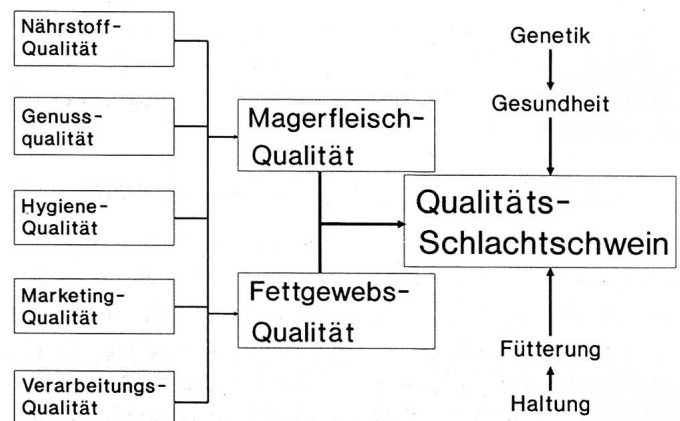 Nährstoff-
Qualität
Genuss-
qualität
Hygiene-
Qualität
Marketing-
Qualität
Verarbeitungs-
Qualität
Magerfleisch-
Qualität
Fettgewebs-
Qualität
Genetik
Gesundheit
Qualitäts-
Schlachtschwein
Fütterung
Haltung